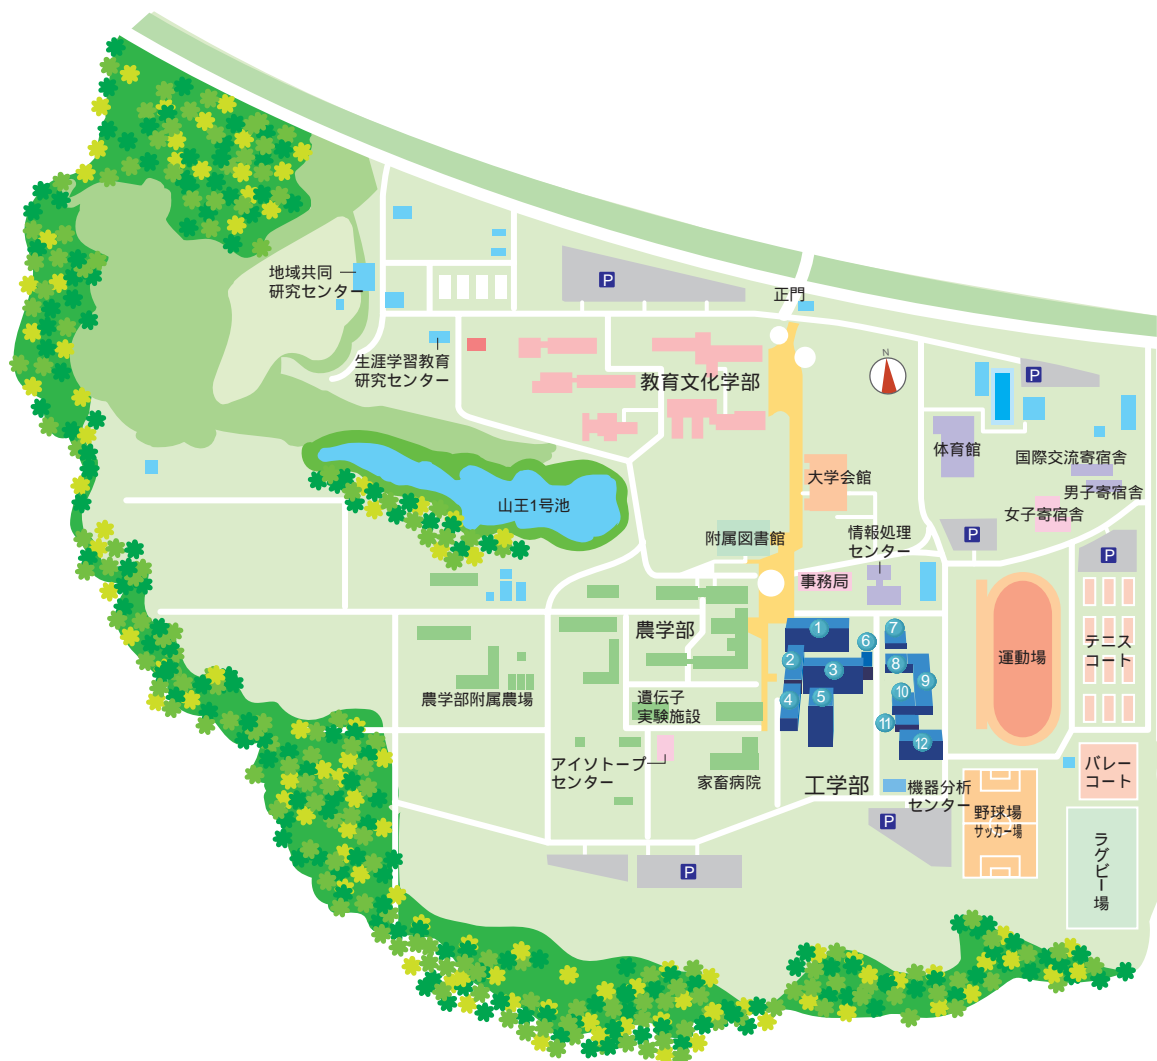 P
正門
地域共同
研究センター
N
生涯学習教育
研究センター
教育文化学部
P
体育館
国際交流寄宿舎
大学会館
男子寄宿舎
女子寄宿舎
山王1号池
附属図書館
情報処理
センター
P
P
事務局
農学部
1
7
6
2
3
8
9
10
4
5
11
12
運動場
テニス
コート
農学部附属農場
遺伝子
実験施設
アイソトープ
センター
家畜病院
工学部
機器分析
センター
バレー
コート
野球場
サッカー場
P
P
ラグビー場